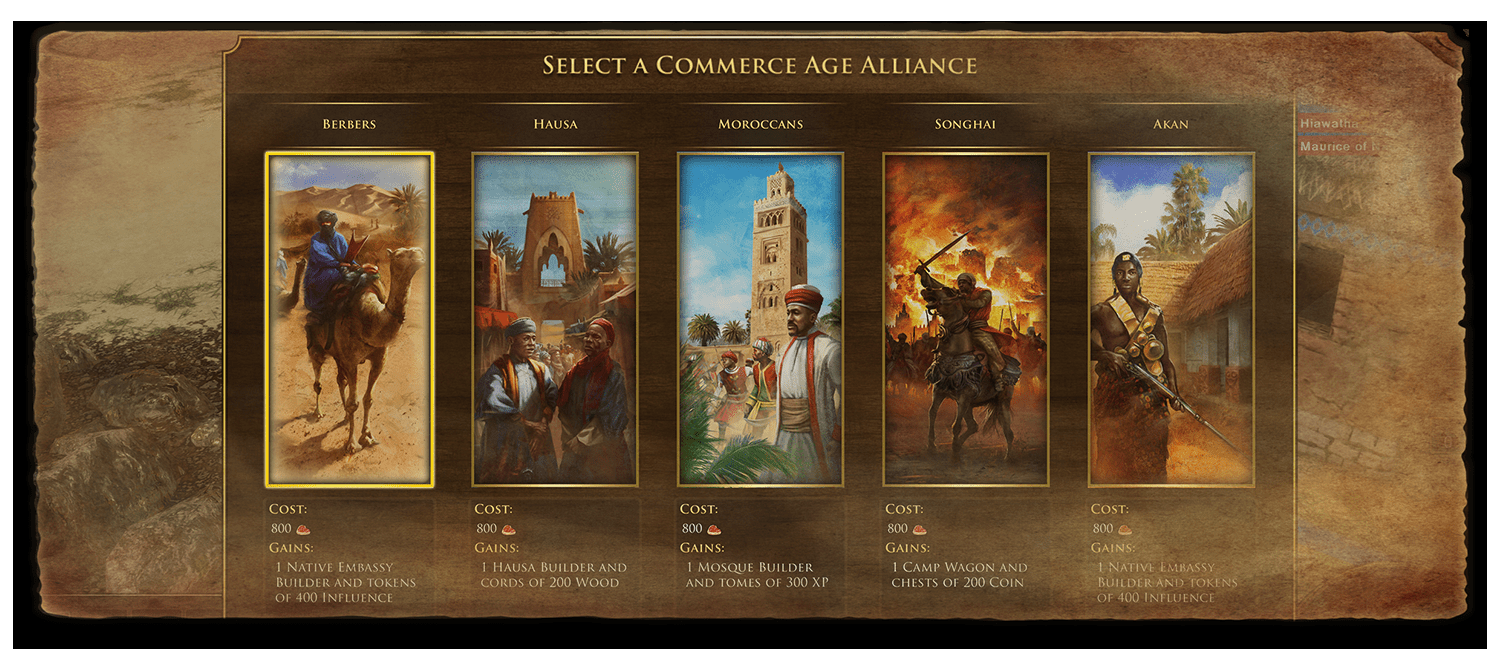 SELECT A COMMERCE AGE ALLIANCE
BERBERS
HAUSA
MOROCCANS
SONGHAI
AKAN
Hiawatha
Maurice of
COST:
800
GAINS:
1 NATIVE EMBASSY
BUILDER AND TOKENS
OF 400 INFLUENCE
COST:
800
GAINS:
1 HAUSA BUILDER AND
CORDS OF 200 WOOD
COST:
800
GAINS:
1 MOSQUE BUILDER
AND TOMES OF 300 XP
COST:
800
GAINS:
1 CAMP WAGON AND
CHESTS OF 200 COIN
COST:
800
GAINS:
1 NATIVE EMBASSY
BUILDER AND TOKENS
OF 400 INFLUENCE